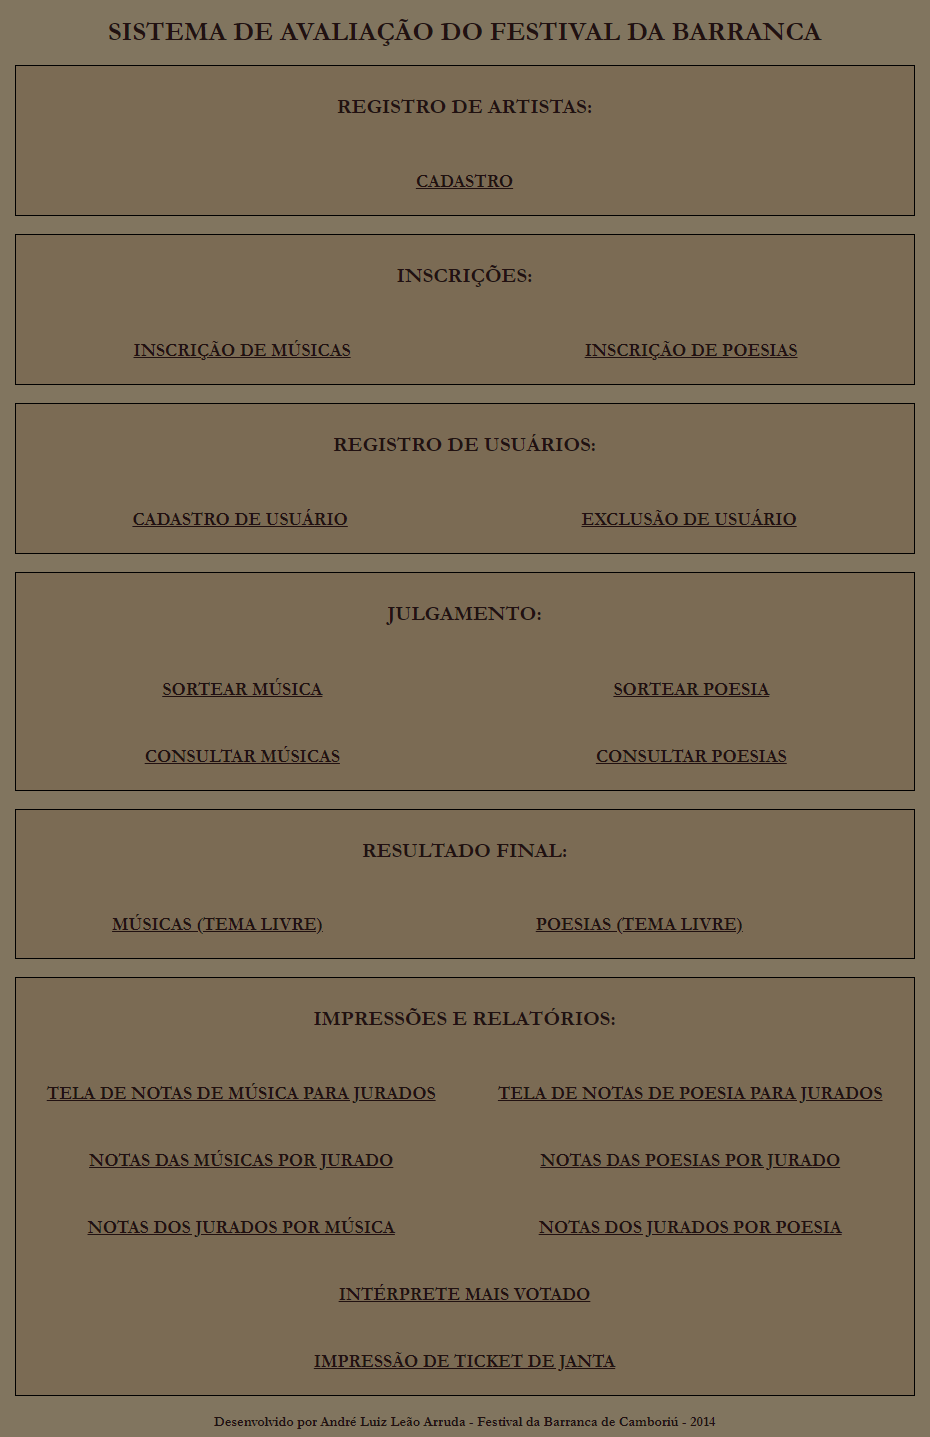 SISTEMA DE AVALIAÇÃO DO FESTIVAL DA BARRANCA
REGISTRO DE ARTISTAS:
CADASTRO
INSCRIÇÕES:
INSCRIÇÃO DE MÚSICAS INSCRIÇÃO DE POESIAS
REGISTRO DE USUÁRIOS:
CADASTRO DE USUÁRIO EXCLUSÃO DE USUÁRIO
JULGAMENTO:
SORTEAR MÚSICA SORTEAR POESIA
CONSULTAR MÚSICAS CONSULTAR POESIAS
RESULTADO FINAL:
MÚSICAS (TEMA LIVRE) POESIAS (TEMA LIVRE)
IMPRESSÕES E RELATÓRIOS:
TELA DE NOTAS DE MÚSICA PARA JURADOS TELA DE NOTAS DE POESIA PARA JURADOS
NOTAS DAS MÚSICAS POR JURADO NOTAS DAS POESIAS POR JURADO
NOTAS DOS JURADOS POR MÚSICA NOTAS DOS JURADOS POR POESIA
INTÉRPRETE MAIS VOTADO
IMPRESSÃO DE TICKET DE JANTA
Desenvolvido por André Luiz Leão Arruda - Festival da Barranca de Camboriú - 2014